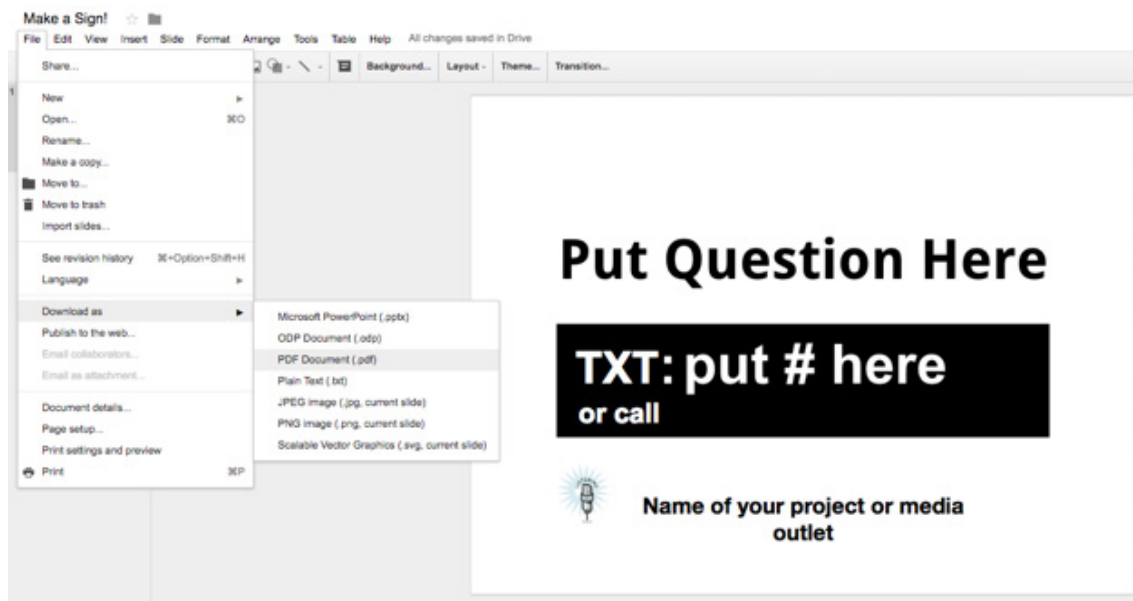 Make a Sign!
File Edit View Insert Slide Format Arrange Tools Table Help All changes saved in Drive
Share...
Background... Layout - Theme... Transition...
1
New
Open... ⌘O
Rename...
Make a copy...
Move to...
Move to trash
Import slides...
See revision history ⌘+Option+Shift+H
Language
Download as
Publish to the web...
Email collaborators...
Email as attachment...
Document details...
Page setup...
Print settings and preview
Print ⌘P
Microsoft PowerPoint (.pptx)
ODP Document (.odp)
PDF Document (.pdf)
Plain Text (.txt)
JPEG image (.jpg, current slide)
PNG image (.png, current slide)
Scalable Vector Graphics (.svg, current slide)
Put Question Here
TXT: put # here
or call
Name of your project or media
outlet